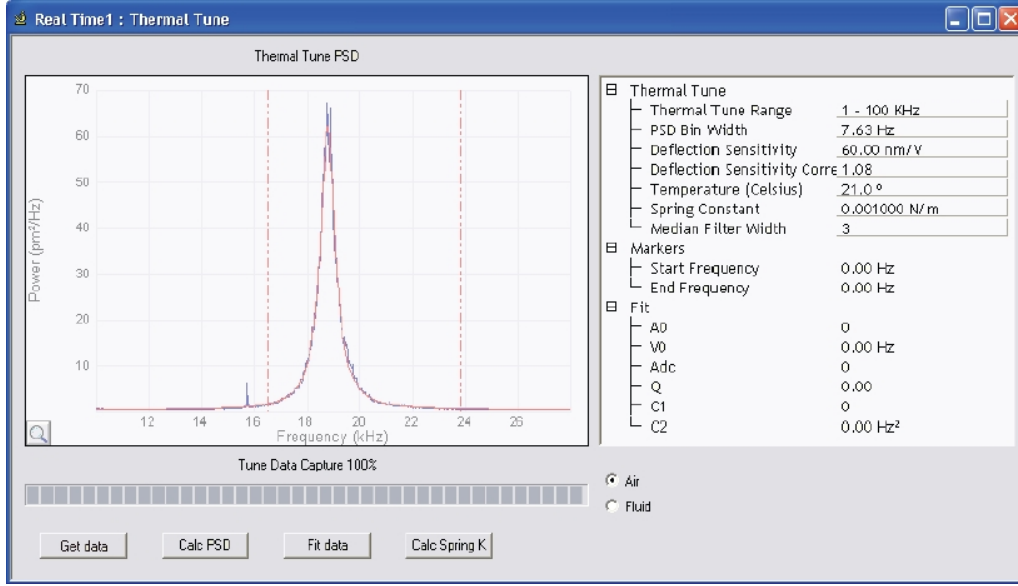 Real Time1 : Thermal Tune
Thermal Tune PSD
70
60
50
40
30
20
10
Power (pm²/Hz)
12 14 16 18 20 22 24 26
Frequency (kHz)
Thermal Tune
Thermal Tune Range 1 - 100 KHz
PSD Bin Width 7.63 Hz
Deflection Sensitivity 60.00 nm/V
Deflection Sensitivity Corre 1.08
Temperature (Celsius) 21.0 º
Spring Constant 0.001000 N/m
Median Filter Width 3
Markers
Start Frequency 0.00 Hz
End Frequency 0.00 Hz
Fit
A0 0
V0 0.00 Hz
Adc 0
Q 0.00
C1 0
C2 0.00 Hz²
Tune Data Capture 100%
Air
Fluid
Get data Calc PSD Fit data Calc Spring K